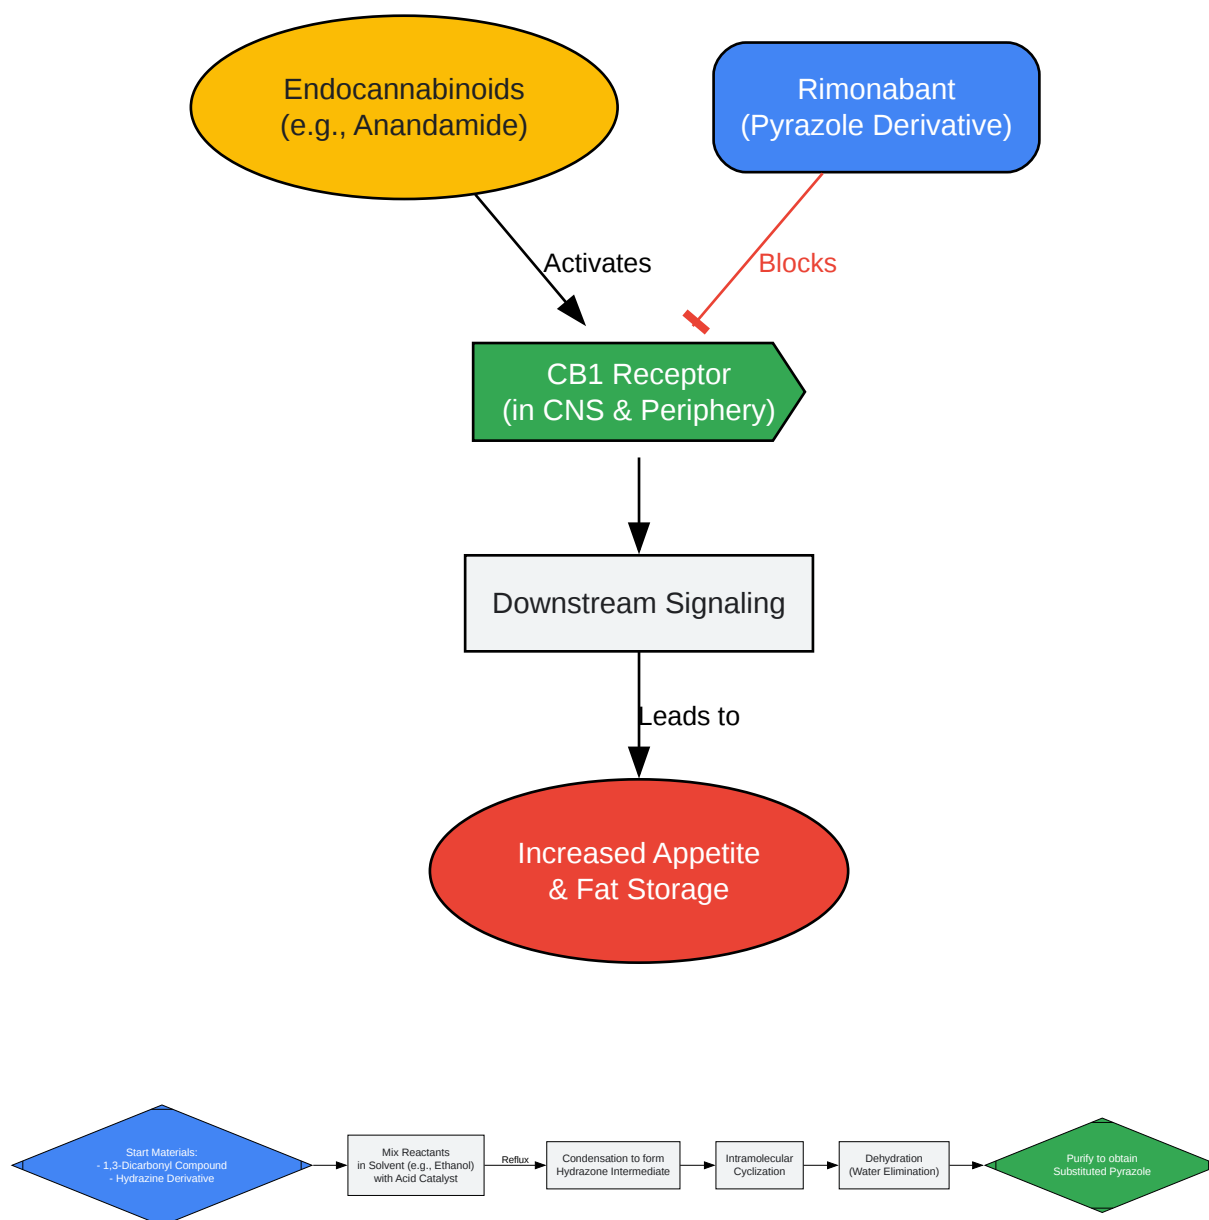 Endocannabinoids
(e.g., Anandamide)
Rimonabant
(Pyrazole Derivative)
Activates
Blocks
CB1 Receptor
(in CNS & Periphery)
Downstream Signaling
Leads to
Increased Appetite
& Fat Storage
Start Materials:
- 1,3-Dicarbonyl Compound
- Hydrazine Derivative
Mix Reactants
in Solvent (e.g., Ethanol)
with Acid Catalyst
Reflux
Condensation to form
Hydrazone Intermediate
Intramolecular
Cyclization
Dehydration
(Water Elimination)
Purify to obtain
Substituted Pyrazole